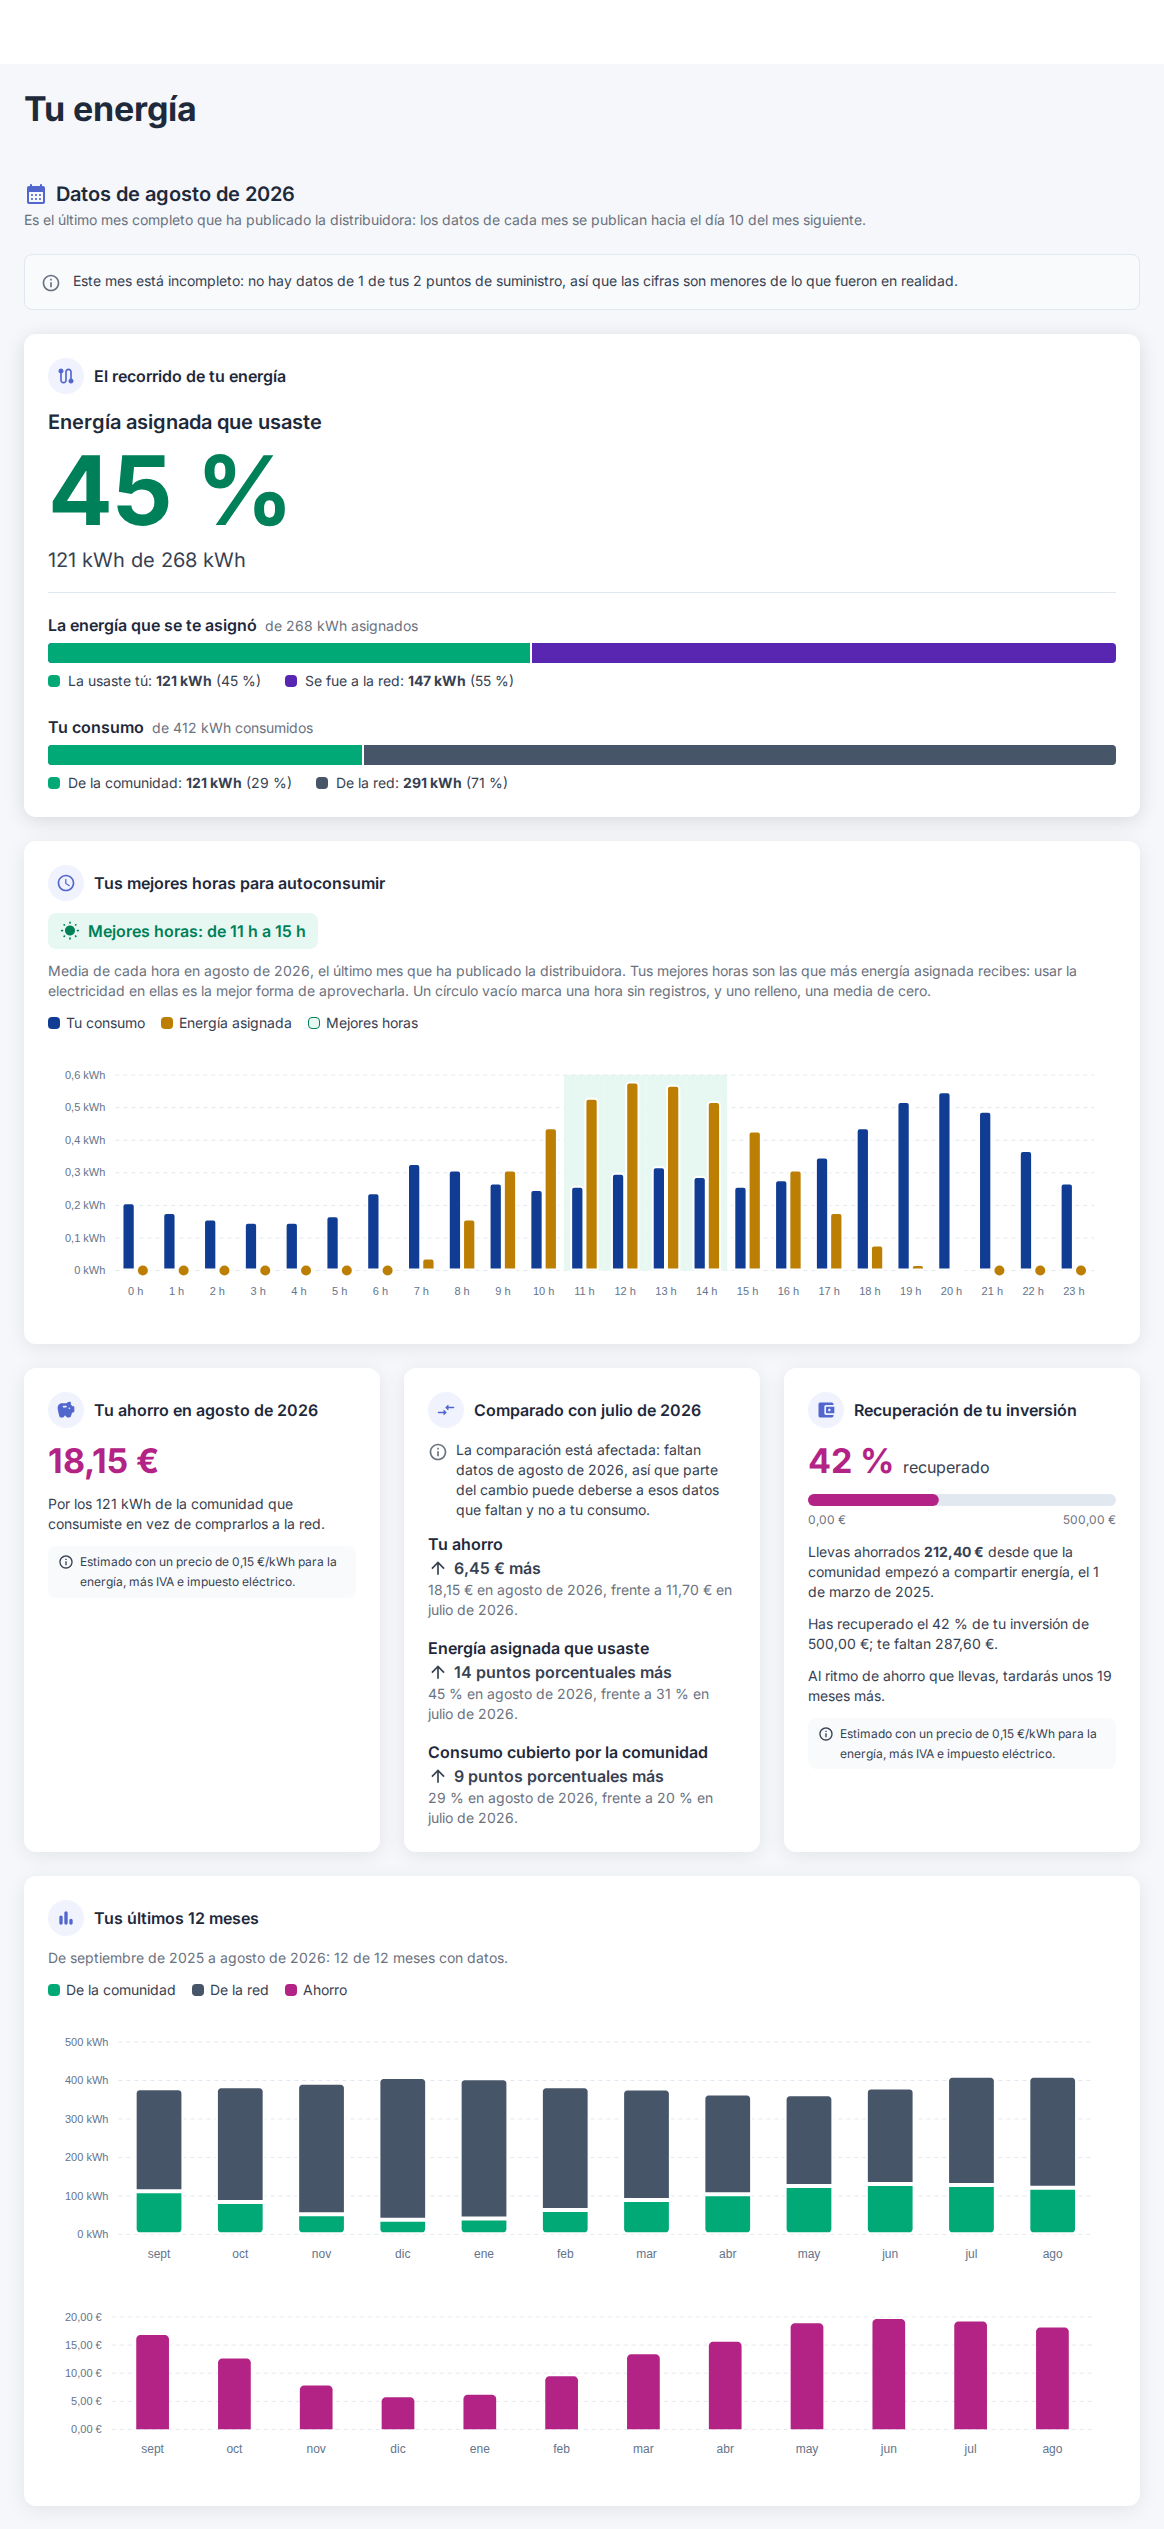 Tu energía
Datos de agosto de 2026
Es el último mes completo que ha publicado la distribuidora: los datos de cada mes se publican hacia el día 10 del mes siguiente.
Este mes está incompleto: no hay datos de 1 de tus 2 puntos de suministro, así que las cifras son menores de lo que fueron en realidad.
El recorrido de tu energía
Energía asignada que usaste
45 %
121 kWh de 268 kWh
La energía que se te asignó de 268 kWh asignados
La usaste tú: 121 kWh (45 %) Se fue a la red: 147 kWh (55 %)
Tu consumo de 412 kWh consumidos
De la comunidad: 121 kWh (29 %) De la red: 291 kWh (71 %)
Tus mejores horas para autoconsumir
Mejores horas: de 11 h a 15 h
Media de cada hora en agosto de 2026, el último mes que ha publicado la distribuidora. Tus mejores horas son las que más energía asignada recibes: usar la
electricidad en ellas es la mejor forma de aprovecharla. Un círculo vacío marca una hora sin registros, y uno relleno, una media de cero.
Tu consumo Energía asignada Mejores horas
0,6 kWh
0,5 kWh
0,4 kWh
0,3 kWh
0,2 kWh
0,1 kWh
0 kWh
0 h 1 h 2 h 3 h 4 h 5 h 6 h 7 h 8 h 9 h 10 h 11 h 12 h 13 h 14 h 15 h 16 h 17 h 18 h 19 h 20 h 21 h 22 h 23 h
Tu ahorro en agosto de 2026
18,15 €
Por los 121 kWh de la comunidad que
consumiste en vez de comprarlos a la red.
Estimado con un precio de 0,15 €/kWh para la
energía, más IVA e impuesto eléctrico.
Comparado con julio de 2026
La comparación está afectada: faltan
datos de agosto de 2026, así que parte
del cambio puede deberse a esos datos
que faltan y no a tu consumo.
Tu ahorro
6,45 € más
18,15 € en agosto de 2026, frente a 11,70 € en
julio de 2026.
Energía asignada que usaste
14 puntos porcentuales más
45 % en agosto de 2026, frente a 31 % en
julio de 2026.
Consumo cubierto por la comunidad
9 puntos porcentuales más
29 % en agosto de 2026, frente a 20 % en
julio de 2026.
Recuperación de tu inversión
42 % recuperado
0,00 € 500,00 €
Llevas ahorrados 212,40 € desde que la
comunidad empezó a compartir energía, el 1
de marzo de 2025.
Has recuperado el 42 % de tu inversión de
500,00 €; te faltan 287,60 €.
Al ritmo de ahorro que llevas, tardarás unos 19
meses más.
Estimado con un precio de 0,15 €/kWh para la
energía, más IVA e impuesto eléctrico.
Tus últimos 12 meses
De septiembre de 2025 a agosto de 2026: 12 de 12 meses con datos.
De la comunidad De la red Ahorro
500 kWh
400 kWh
300 kWh
200 kWh
100 kWh
0 kWh
sept oct nov dic ene feb mar abr may jun jul ago
20,00 €
15,00 €
10,00 €
5,00 €
0,00 €
sept oct nov dic ene feb mar abr may jun jul ago